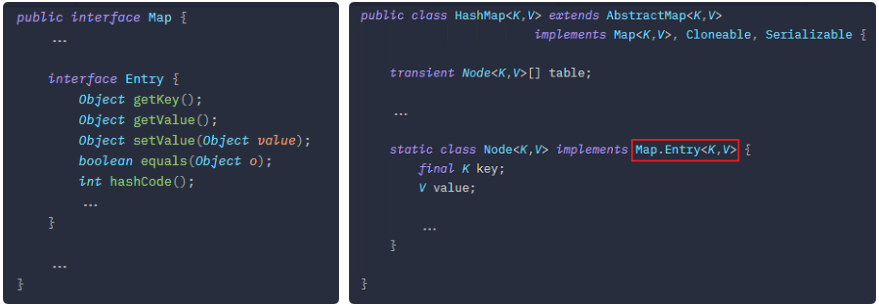 public interface Map {
...
interface Entry {
Object getKey();
Object getValue();
Object setValue(Object value);
boolean equals(Object o);
int hashCode();
...
}
...
}
public class HashMap<K,V> extends AbstractMap<K,V>
implements Map<K,V>, Cloneable, Serializable {
transient Node<K,V>[] table;
...
static class Node<K,V> implements Map.Entry<K,V> {
final K key;
V value;
...
}
}